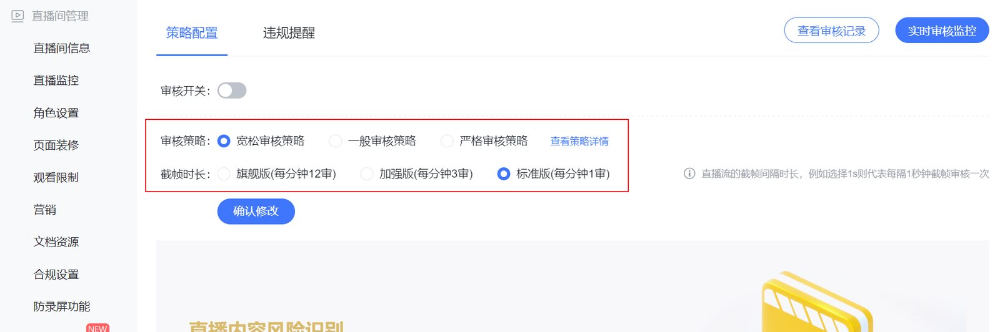 直播间管理
直播间信息
直播监控
角色设置
页面装修
观看限制
营销
文档资源
合规设置
防录屏功能
NEW
策略配置 违规提醒 查看审核记录 实时审核监控
审核开关:
审核策略: 宽松审核策略 一般审核策略 严格审核策略 查看策略详情
截帧时长: 旗舰版(每分钟12审) 加强版(每分钟3审) 标准版(每分钟1审) 直播流的截帧间隔时长，例如选择1s则代表每隔1秒钟截帧审核一次
确认修改
直播内容风险识别